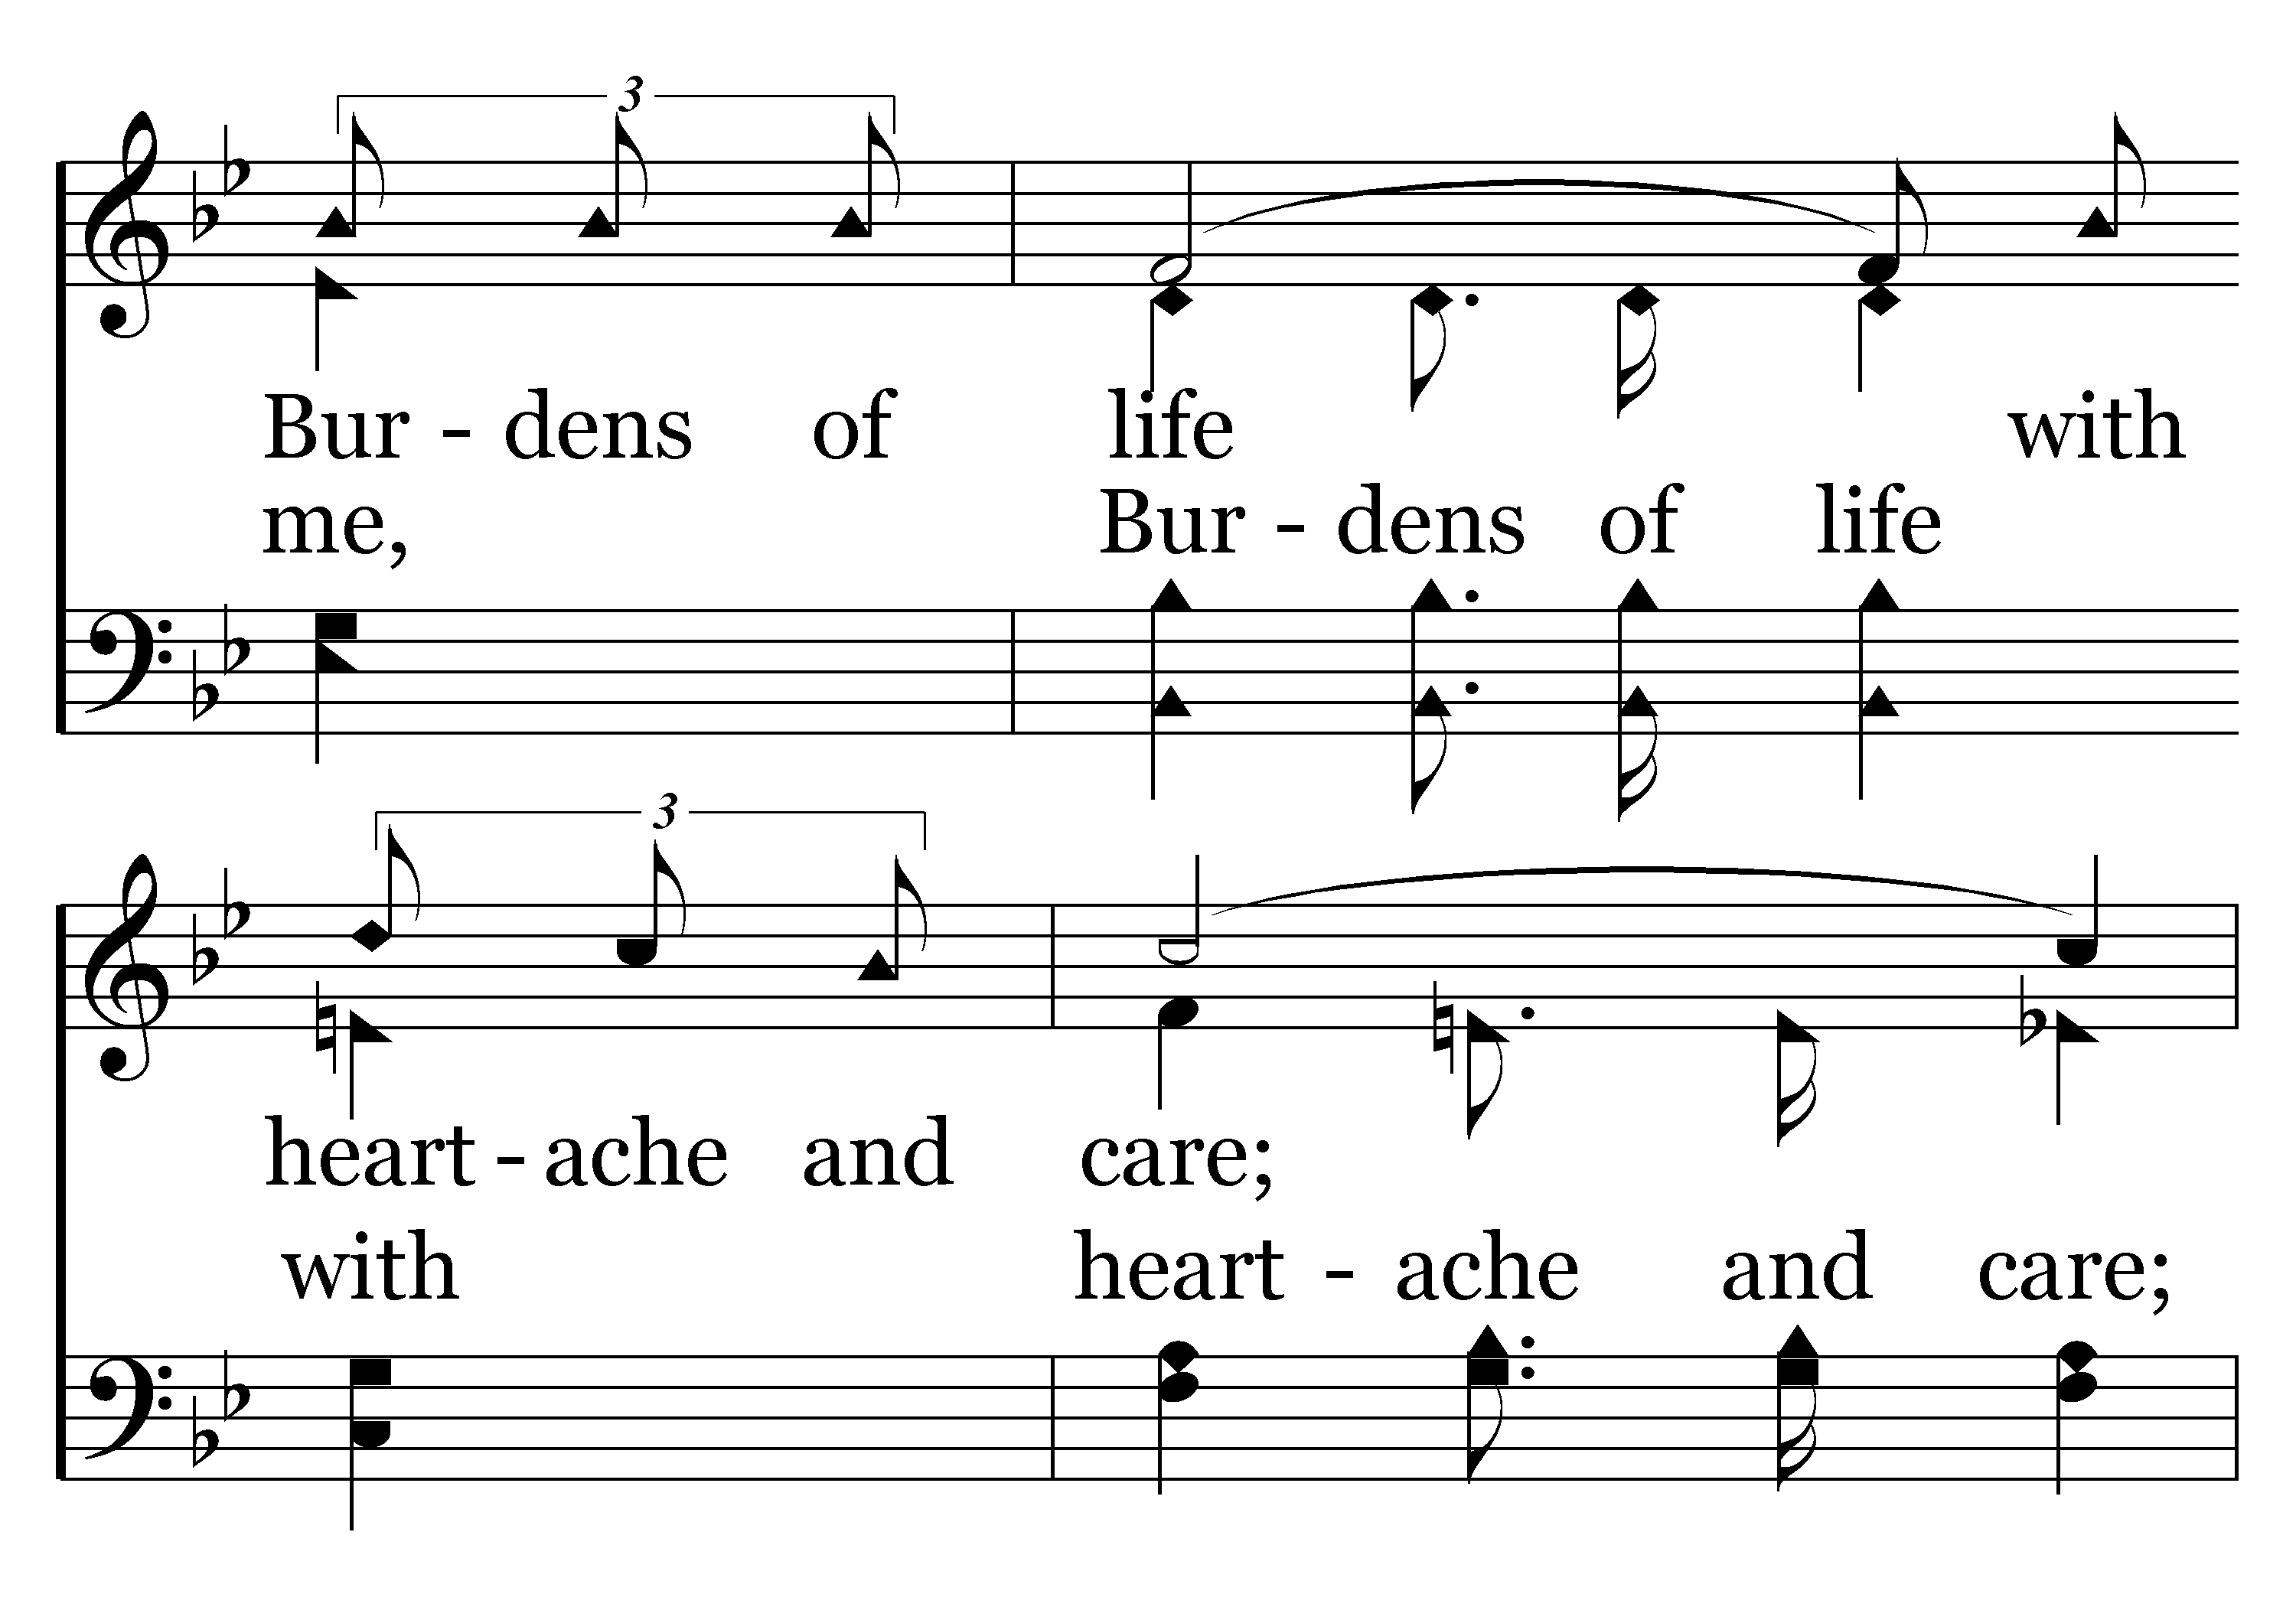 3
Bur - dens of life with
me, Bur - dens of life
3
heart - ache and care;
with heart - ache and care;